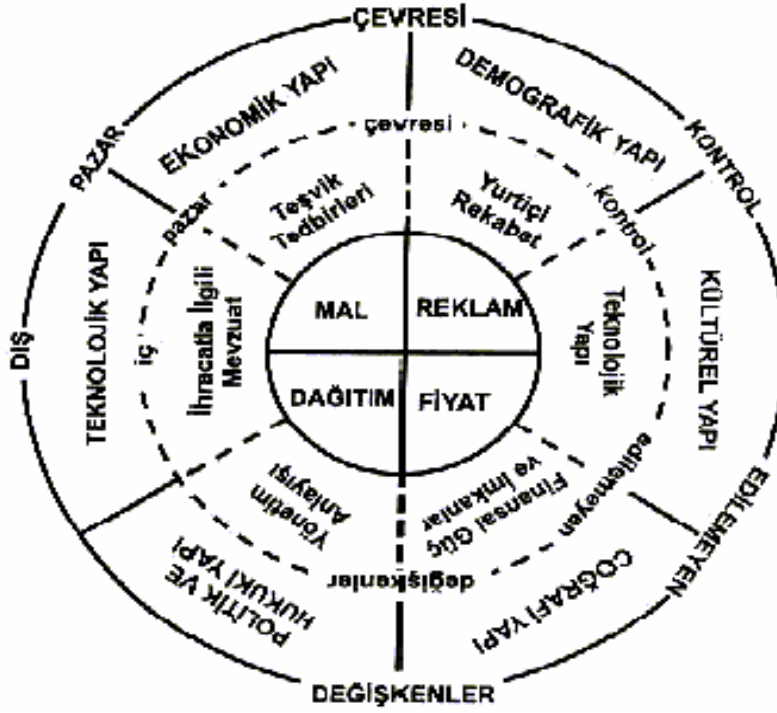 DIŞ PAZAR ÇEVRESİ KONTROL EDİLEMEYEN DEĞİŞKENLER
EKONOMİK YAPI
DEMOGRAFİK YAPI
KÜLTÜREL YAPI
COĞRAFİ YAPI
POLİTİK VE
HUKUKİ YAPI
TEKNOLOJİK YAPI
iç pazar çevresi kontrol edilemeyen değişkenler
Teşvik
Tedbirleri
Yurtiçi
Rekabet
Teknolojik
Yapı
Finansal Güç
ve İmkanlar
Yönetim
Anlayışı
İhracatla İlgili
Mevzuat
MAL
REKLAM
DAĞITIM
FİYAT